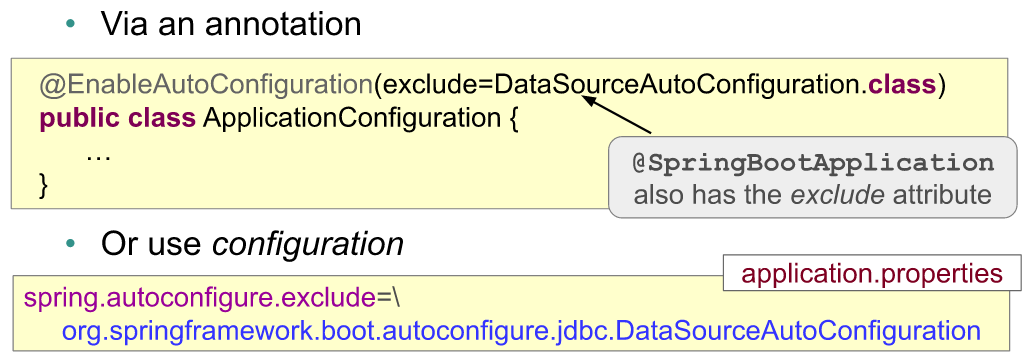 • Via an annotation
@EnableAutoConfiguration(exclude=DataSourceAutoConfiguration.class)
public class ApplicationConfiguration {
…
}
@SpringBootApplication
also has the exclude attribute
• Or use configuration
application.properties
spring.autoconfigure.exclude=\
org.springframework.boot.autoconfigure.jdbc.DataSourceAutoConfiguration